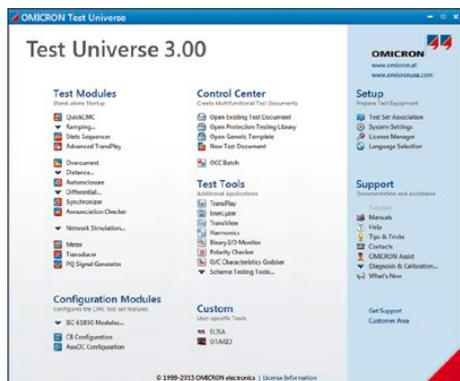 OMICRON Test Universe
Test Universe 3.00
OMICRON
www.omicron.at
www.omicronusa.com
Test Modules
Stand-alone Startup
QuickCMC
Ramping...
State Sequencer
Advanced TransPlay
Overcurrent
Distance...
Autoreclosure
Differential...
Synchronizer
Annunciation Checker
Network Simulation...
Meter
Transducer
PQ Signal Generator
Configuration Modules
Configures the CMC test set features
IEC 61850 Modules...
CB Configuration
AuxDC Configuration
Control Center
Create Multifunctional Test Documents
Open Existing Test Document
Open Protection Testing Library
Open Generic Template
New Test Document
OCC Batch
Test Tools
Additional Applications
TransPlay
EnerLyzer
TransView
Harmonics
Binary I/O Monitor
Polarity Checker
O/C Characteristics Grabber
Scheme Testing Tools...
Custom
User-specific Tools
ELISA
Setup
Prepare Test Equipment
Test Set Association
System Settings
License Manager
Language Selection
Support
Documentation and Assistance
Tutorials
Manuals
Help
Tips & Tricks
Contacts
OMICRON Assist
Diagnosis & Calibration...
What's New
Get Support
Customer Area
© 1999-2013 OMICRON electronics | License Information